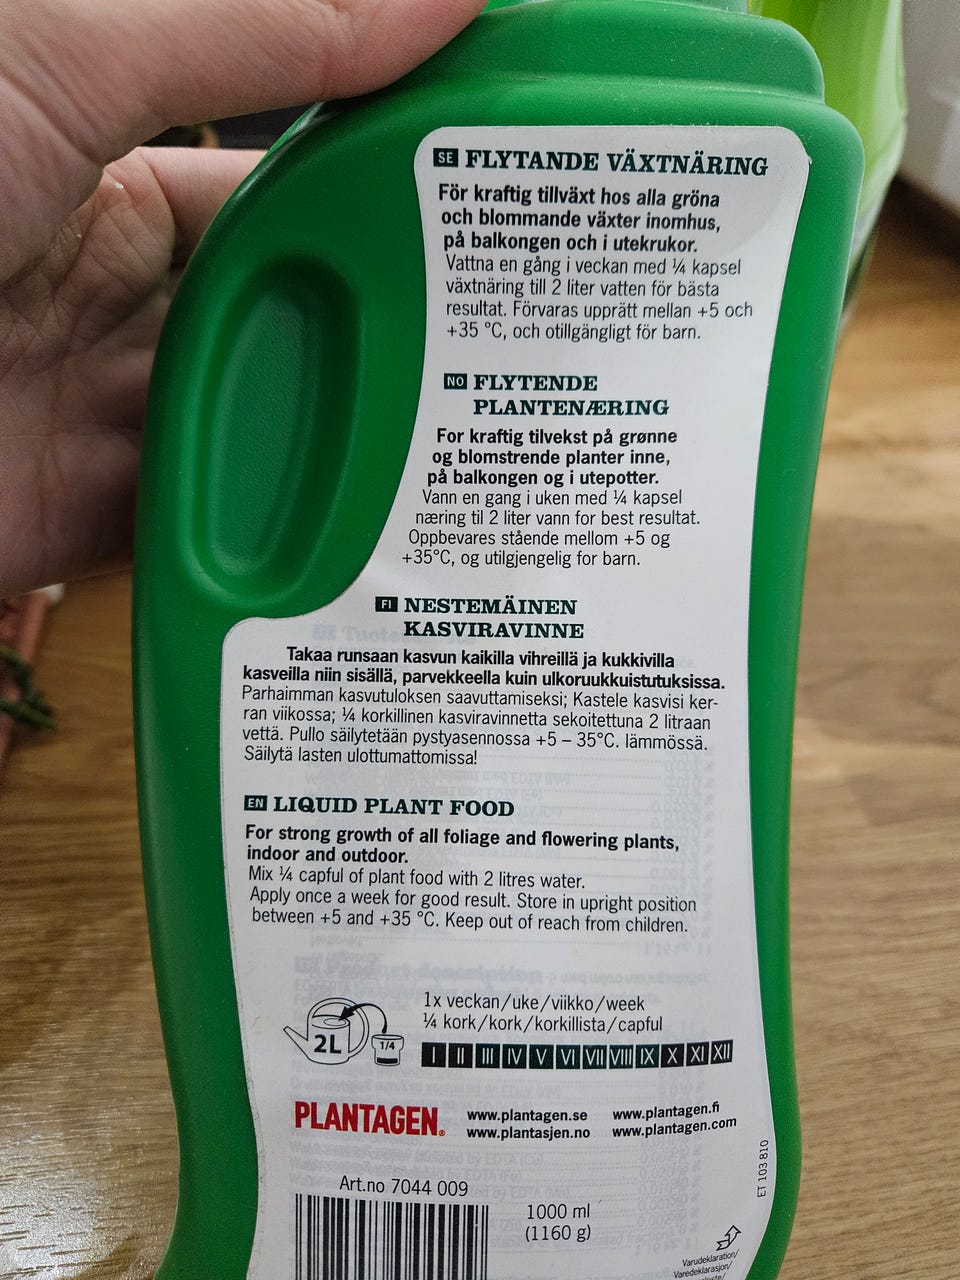 SE FLYTANDE VÄXTNÄRING
För kraftig tillväxt hos alla gröna
och blommande växter inomhus,
på balkongen och i utekrukor.
Vattna en gång i veckan med ¼ kapsel
växtnäring till 2 liter vatten för bästa
resultat. Förvaras upprätt mellan +5 och
+35 °C, och otillgängligt för barn.
NO FLYTENDE
PLANTENÆRING
For kraftig tilvekst på grønne
og blomstrende planter inne,
på balkongen og i utepotter.
Vann en gang i uken med ¼ kapsel
næring til 2 liter vann for best resultat.
Oppbevares stående mellom +5 og
+35°C, og utilgjengelig for barn.
FI NESTEMÄINEN
KASVIRAVINNE
Takaa runsaan kasvun kaikilla vihreillä ja kukkivilla
kasveilla niin sisällä, parvekkeella kuin ulkoruukkuistutuksissa.
Parhaimman kasvutuloksen saavuttamiseksi; Kastele kasvisi ker-
ran viikossa; ¼ korkillinen kasviravinnetta sekoitettuna 2 litraan
vettä. Pullo säilytetään pystyasennossa +5 – 35°C. lämmössä.
Säilytä lasten ulottumattomissa!
EN LIQUID PLANT FOOD
For strong growth of all foliage and flowering plants,
indoor and outdoor.
Mix ¼ capful of plant food with 2 litres water.
Apply once a week for good result. Store in upright position
between +5 and +35 °C. Keep out of reach from children.
1x veckan/uke/viikko/week
¼ kork/kork/korkillista/capful
2L 1/4
I II III IV V VI VII VIII IX X XI XII
PLANTAGEN®
www.plantagen.se www.plantagen.fi
www.plantasjen.no www.plantagen.com
ET 103 810
Art.no 7044 009
1000 ml
(1160 g)
Varudeklaration/
Varedeklarasjon/